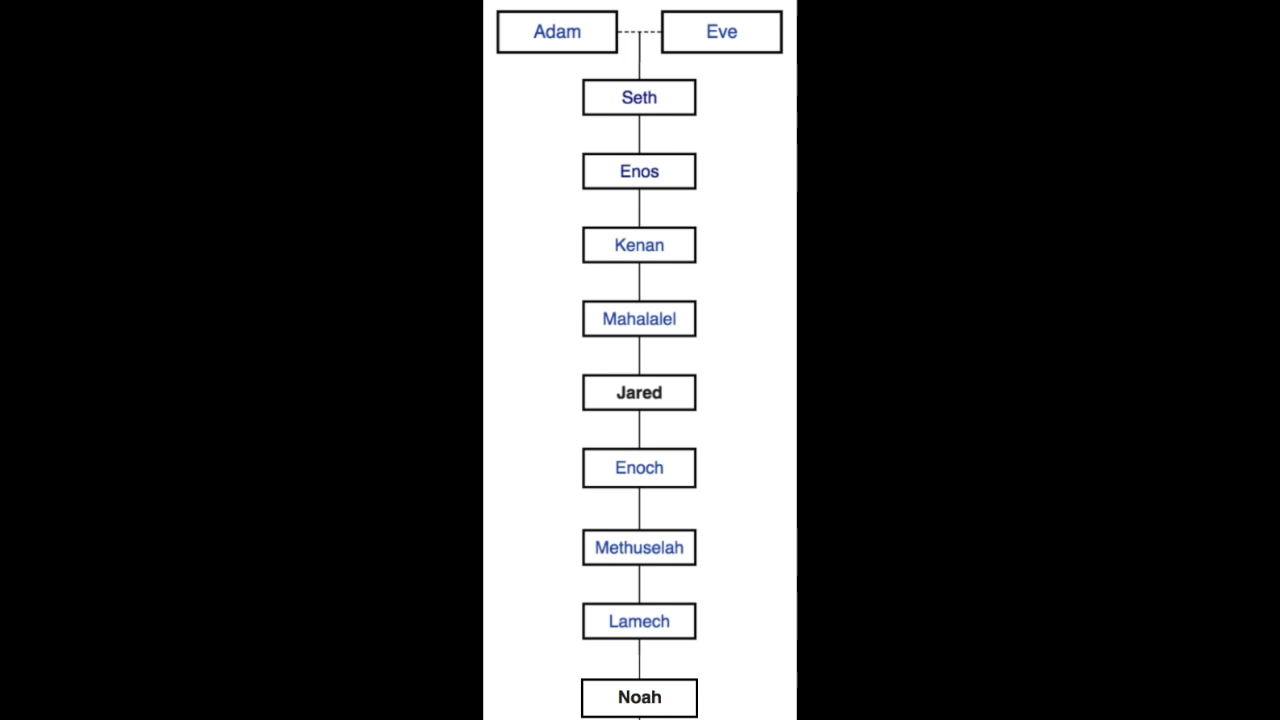 Adam Eve
Seth
Enos
Kenan
Mahalalel
Jared
Enoch
Methuselah
Lamech
Noah